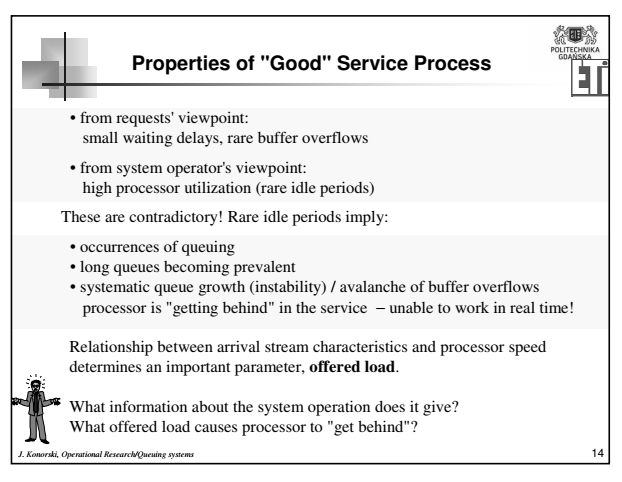 POLITECHNIKA
GDAŃSKA
ETI
Properties of "Good" Service Process
• from requests' viewpoint:
small waiting delays, rare buffer overflows
• from system operator's viewpoint:
high processor utilization (rare idle periods)
These are contradictory! Rare idle periods imply:
• occurrences of queuing
• long queues becoming prevalent
• systematic queue growth (instability) / avalanche of buffer overflows
processor is "getting behind" in the service – unable to work in real time!
Relationship between arrival stream characteristics and processor speed
determines an important parameter, offered load.
What information about the system operation does it give?
What offered load causes processor to "get behind"?
J. Konorski, Operational Research/Queuing systems
14